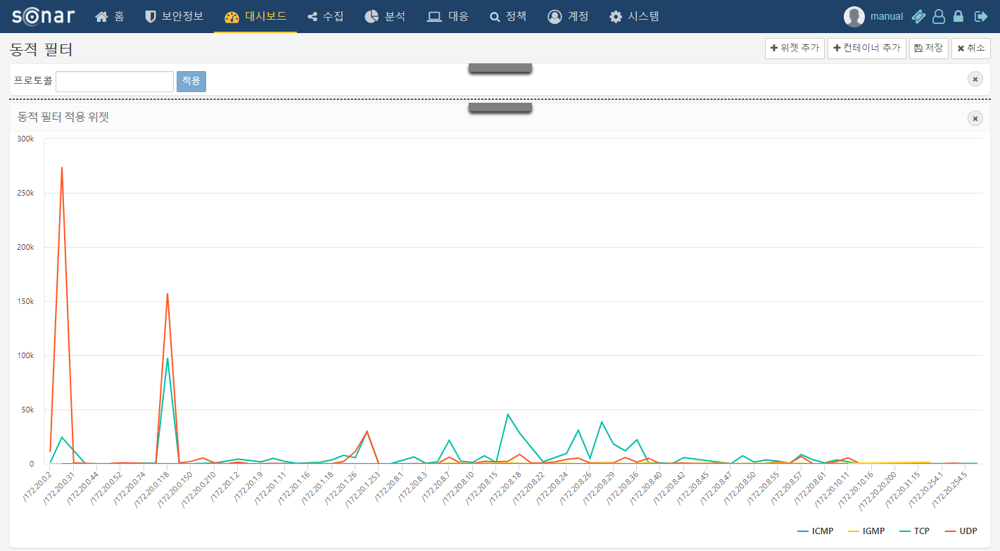 sonar 홈 보안정보 대시보드 수집 분석 대응 정책 계정 시스템 manual
동적 필터 위젯 추가 컨테이너 추가 저장 취소
프로토콜 적용
동적 필터 적용 위젯
300k
250k
200k
150k
100k
50k
0
/172.20.0.2 /172.20.0.31 /172.20.0.44 /172.20.0.52 /172.20.0.74 /172.20.0.118 /172.20.0.150 /172.20.0.210 /172.20.1.2 /172.20.1.9 /172.20.1.11 /172.20.1.16 /172.20.1.18 /172.20.1.26 /172.20.1.253 /172.20.8.1 /172.20.8.3 /172.20.8.7 /172.20.8.10 /172.20.8.15 /172.20.8.18 /172.20.8.22 /172.20.8.24 /172.20.8.26 /172.20.8.29 /172.20.8.36 /172.20.8.40 /172.20.8.42 /172.20.8.45 /172.20.8.47 /172.20.8.50 /172.20.8.55 /172.20.8.57 /172.20.8.61 /172.20.10.11 /172.20.10.16 /172.20.20.200 /172.20.31.15 /172.20.254.1 /172.20.254.5
ICMP IGMP TCP UDP